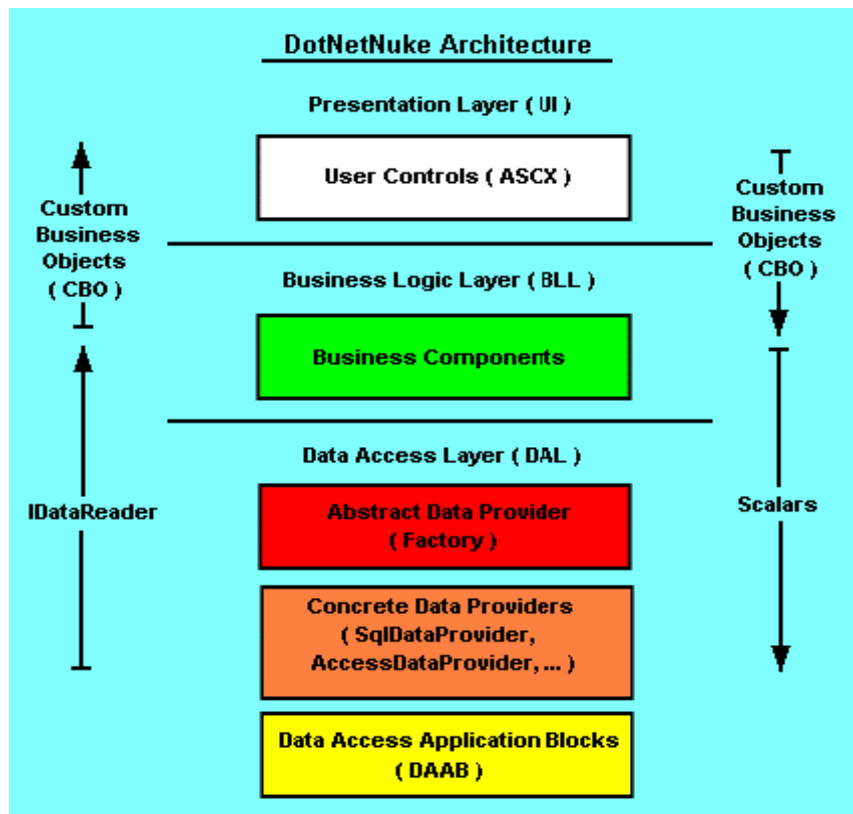 DotNetNuke Architecture
Presentation Layer ( UI )
User Controls ( ASCX )
Custom
Business
Objects
( CBO )
Custom
Business
Objects
( CBO )
Business Logic Layer ( BLL )
Business Components
Data Access Layer ( DAL )
IDataReader
Abstract Data Provider
( Factory )
Scalars
Concrete Data Providers
( SqlDataProvider,
AccessDataProvider, ... )
Data Access Application Blocks
( DAAB )